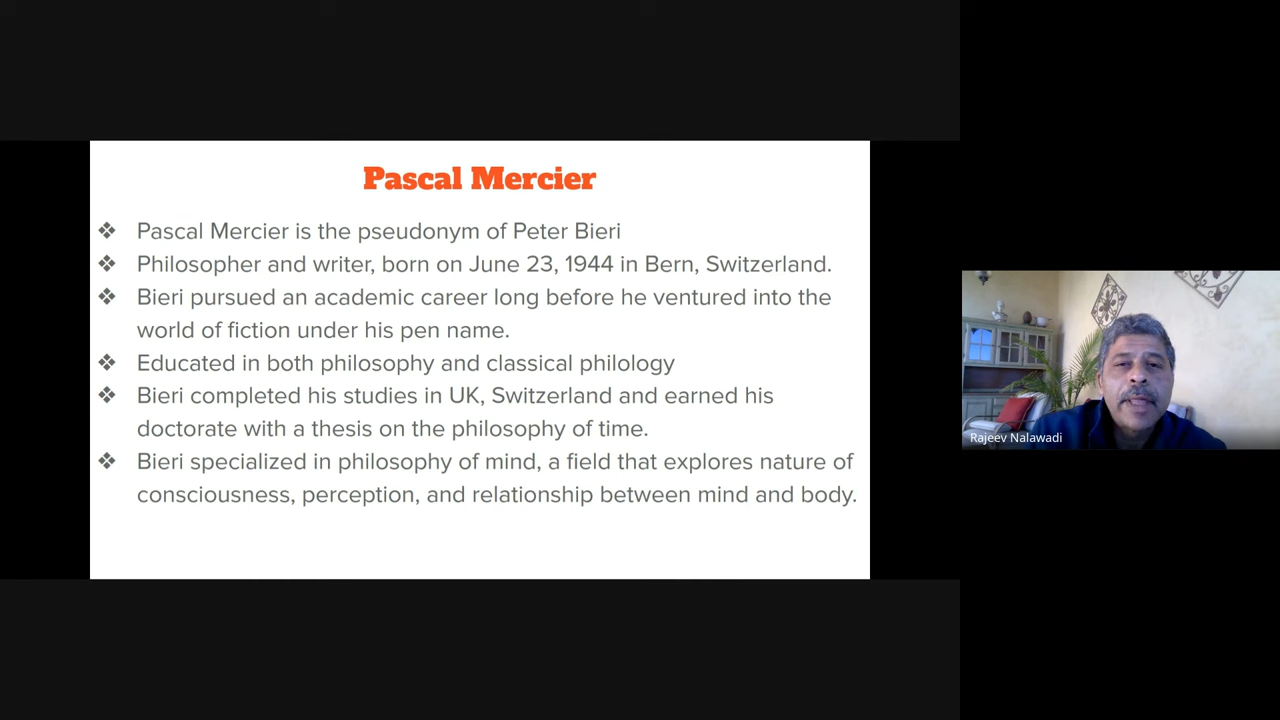 Pascal Mercier
❖ Pascal Mercier is the pseudonym of Peter Bieri
❖ Philosopher and writer, born on June 23, 1944 in Bern, Switzerland.
❖ Bieri pursued an academic career long before he ventured into the
world of fiction under his pen name.
❖ Educated in both philosophy and classical philology
❖ Bieri completed his studies in UK, Switzerland and earned his
doctorate with a thesis on the philosophy of time.
❖ Bieri specialized in philosophy of mind, a field that explores nature of
consciousness, perception, and relationship between mind and body.
Rajeev Nalawadi